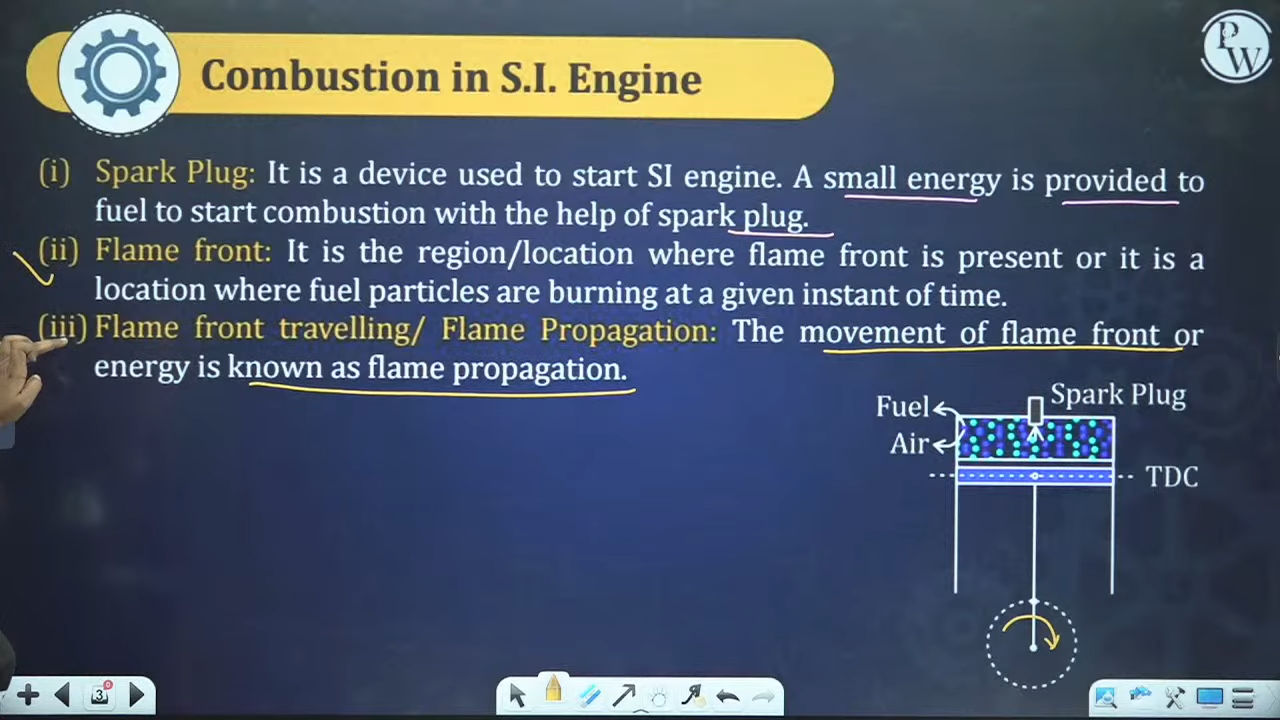 Combustion in S.I. Engine
PW
(i) Spark Plug: It is a device used to start SI engine. A small energy is provided to
fuel to start combustion with the help of spark plug.
(ii) Flame front: It is the region/location where flame front is present or it is a
location where fuel particles are burning at a given instant of time.
(iii) Flame front travelling/ Flame Propagation: The movement of flame front or
energy is known as flame propagation.
Spark Plug
Fuel
Air
TDC
3